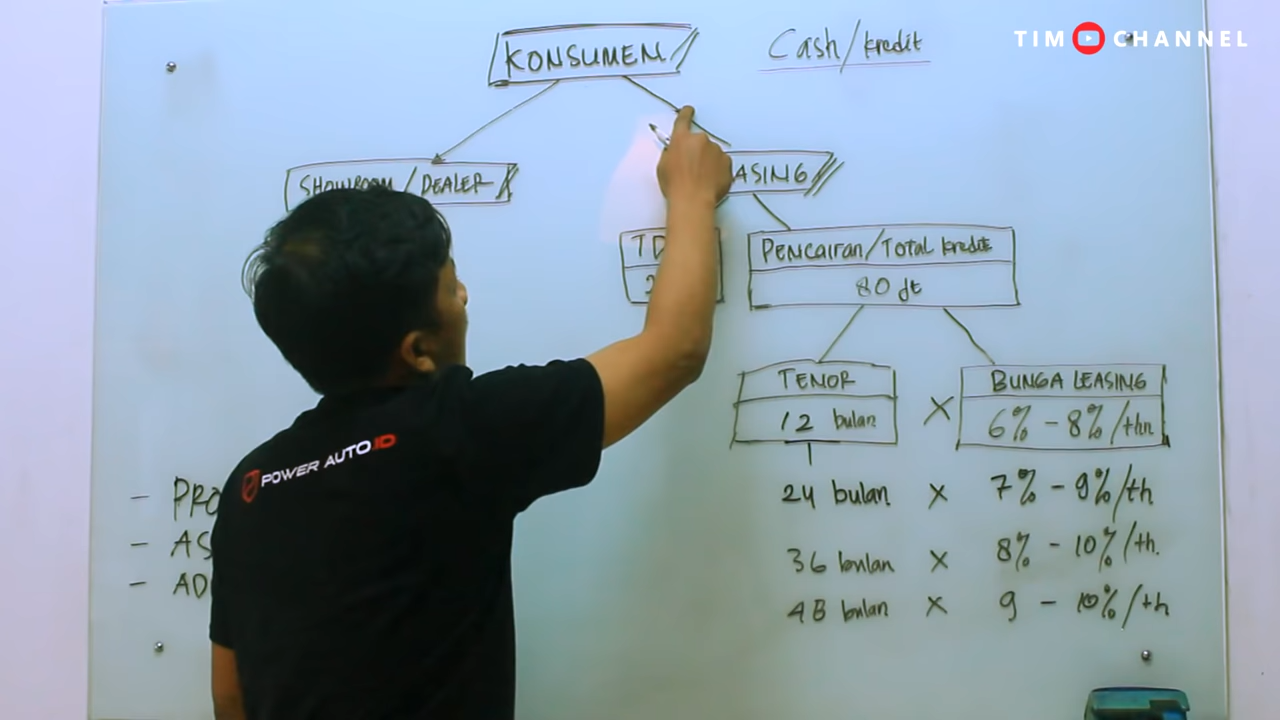 TIM CHANNEL
KONSUMEN
Cash/kredit
SHOWROOM/DEALER
PENCAIRAN/TOTAL kredit
80 jt
TENOR
12 bulan
X
BUNGA LEASING
6% - 8%/thn
24 bulan x 7% - 9%/th
36 bulan x 8% - 10%/th.
48 bulan x 9 - 10%/th
POWER AUTO.ID